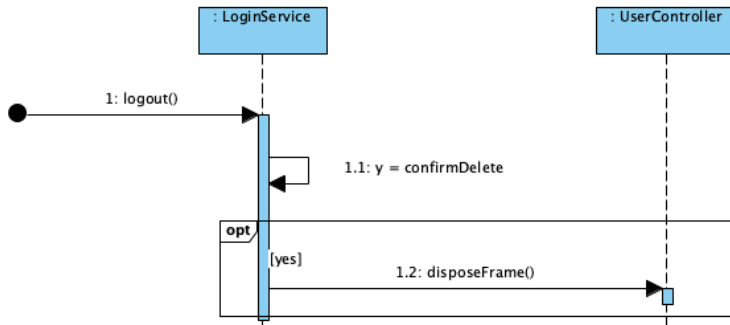 : LoginService
: UserController
1: logout()
1.1: y = confirmDelete
opt
[yes]
1.2: disposeFrame()